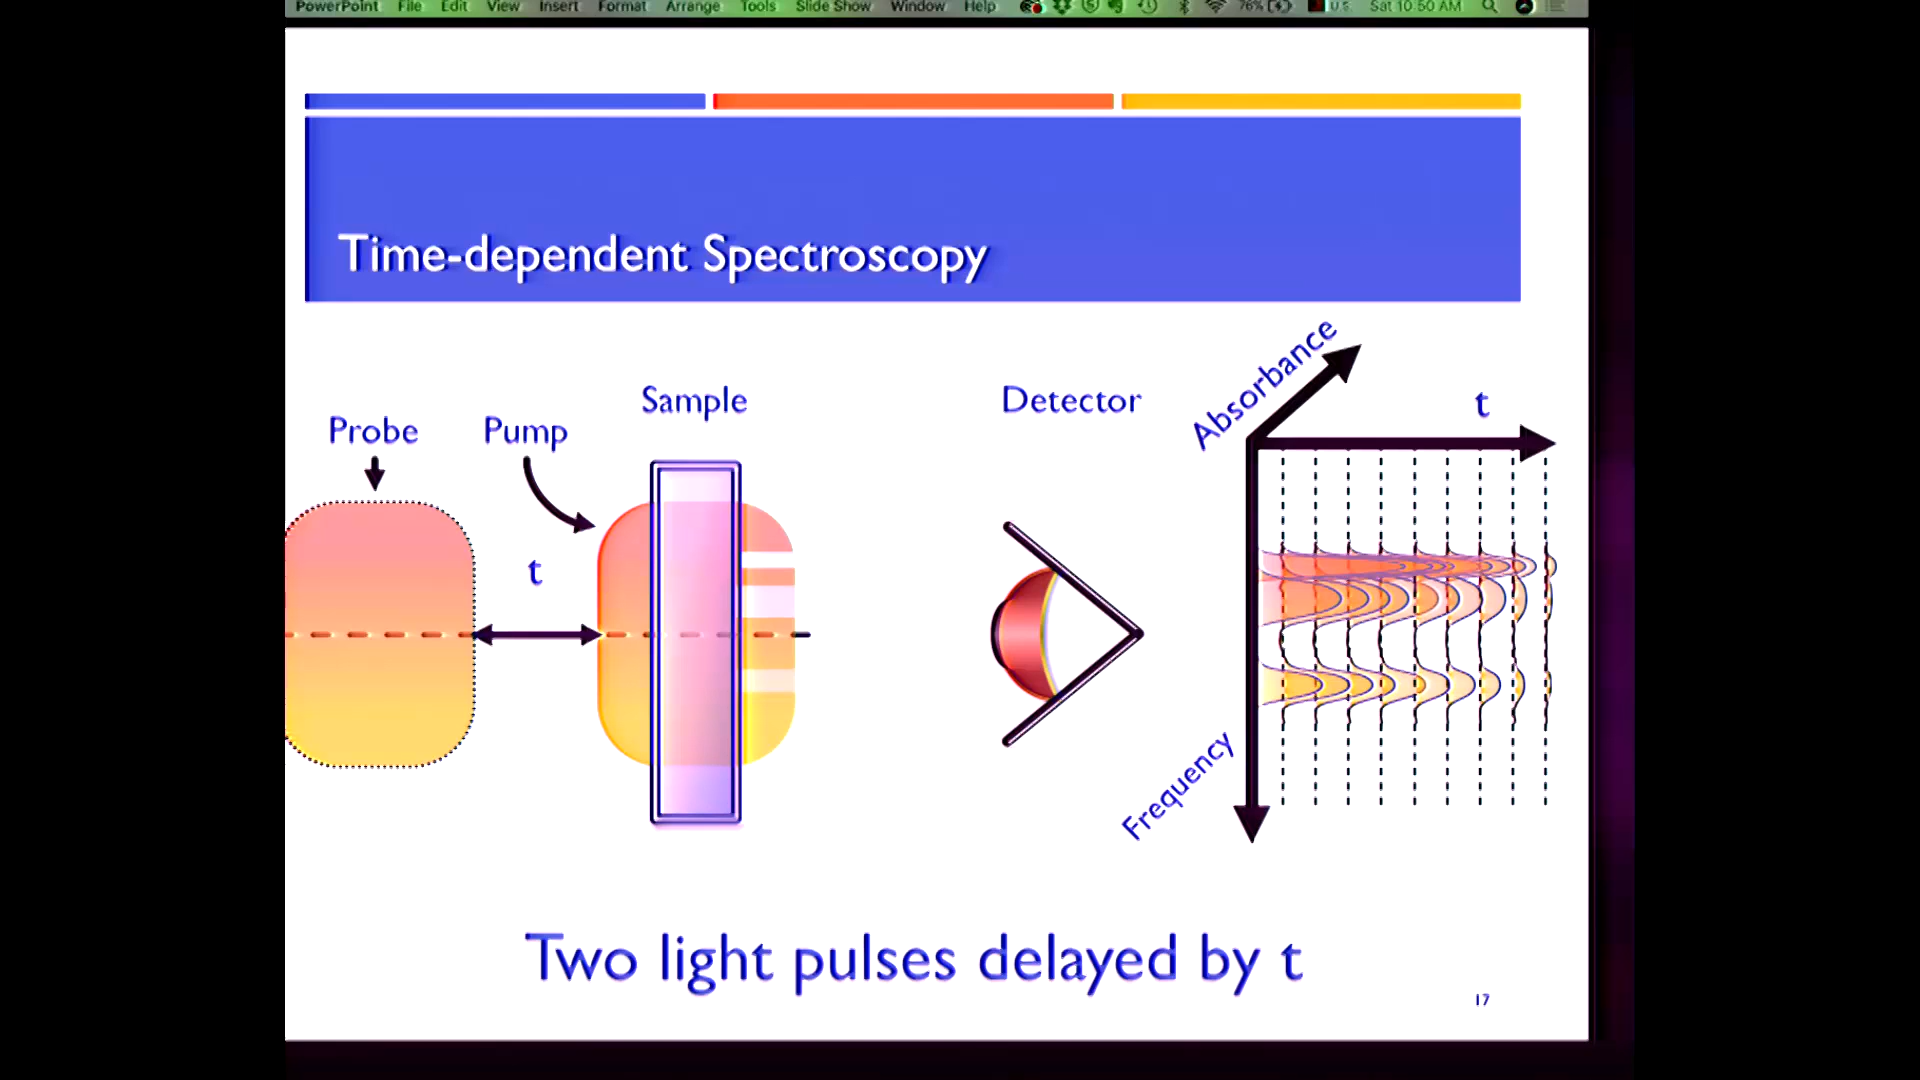 PowerPoint File Edit View Insert Format Arrange Tools Slide Show Window Help 76% U.S. Sat 10:50 AM
Time-dependent Spectroscopy
Probe
Pump
Sample
Detector
Absorbance
t
t
Frequency
Two light pulses delayed by t
17